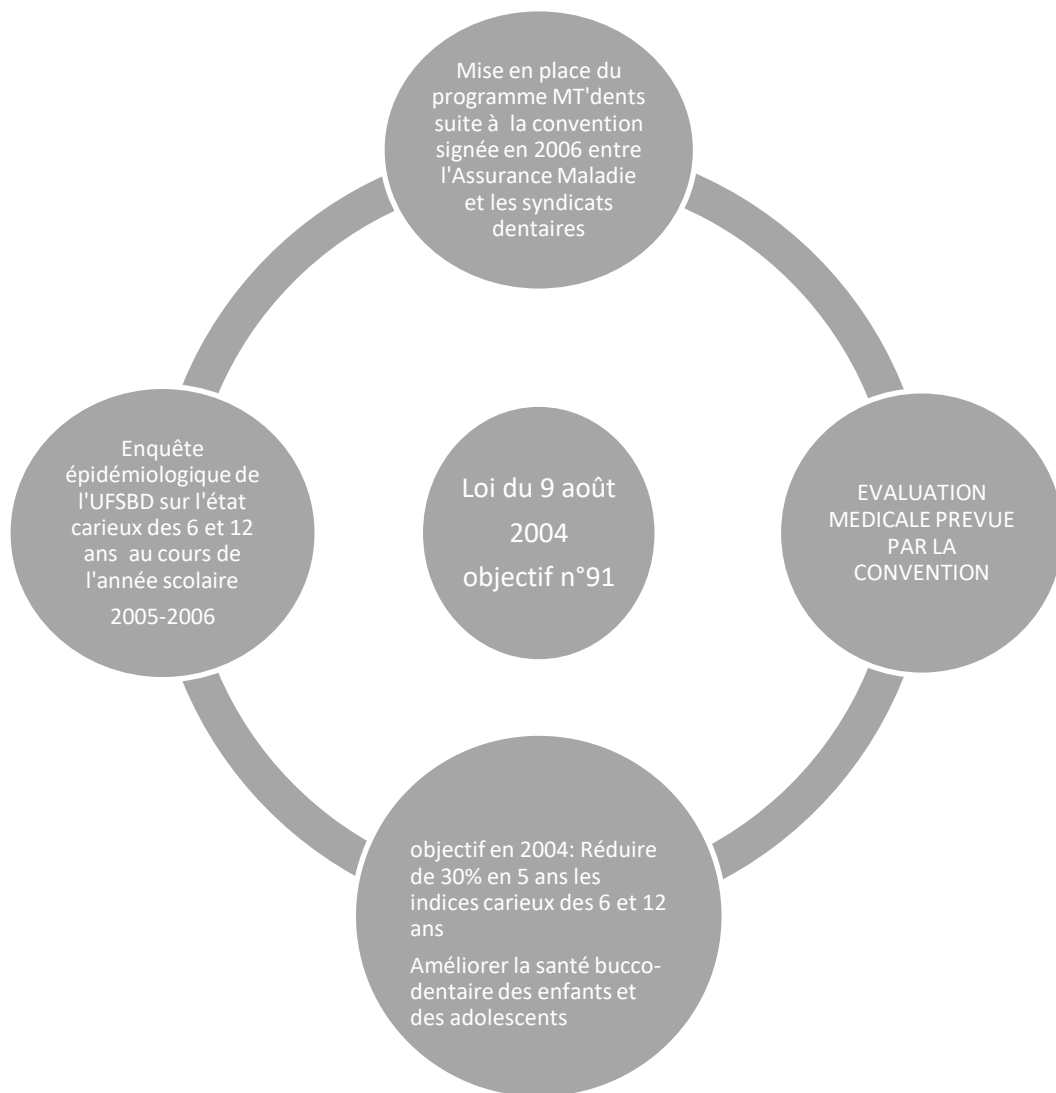 Mise en place du
programme MT'dents
suite à la convention
signée en 2006 entre
l'Assurance Maladie
et les syndicats
dentaires
Enquête
épidémiologique de
l'UFSBD sur l'état
carieux des 6 et 12
ans au cours de
l'année scolaire
2005-2006
Loi du 9 août
2004
objectif n°91
EVALUATION
MEDICALE PREVUE
PAR LA
CONVENTION
objectif en 2004: Réduire
de 30% en 5 ans les
indices carieux des 6 et 12
ans
Améliorer la santé bucco-
dentaire des enfants et
des adolescents